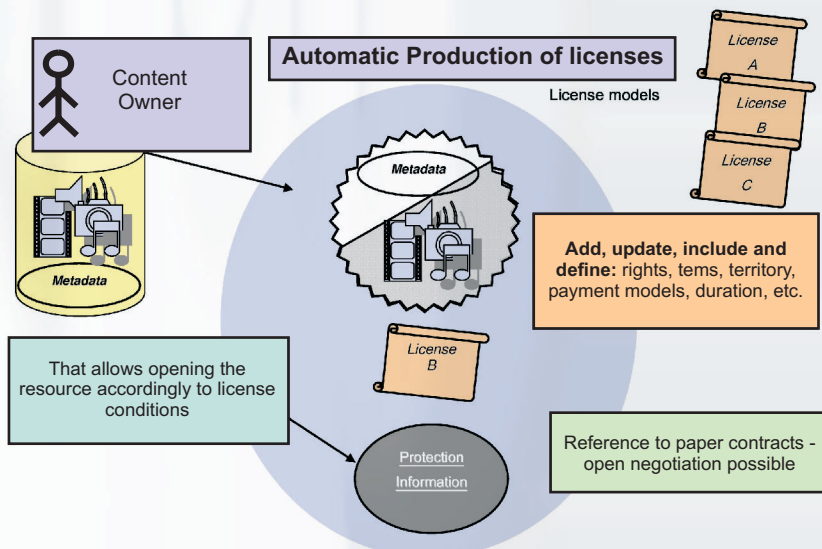 Automatic Production of licenses
Content
Owner
License models
License
A
License
B
License
C
Metadata
Metadata
Add, update, include and
define: rights, tems, territory,
payment models, duration, etc.
License
B
That allows opening the
resource accordingly to license
conditions
Protection
Information
Reference to paper contracts -
open negotiation possible